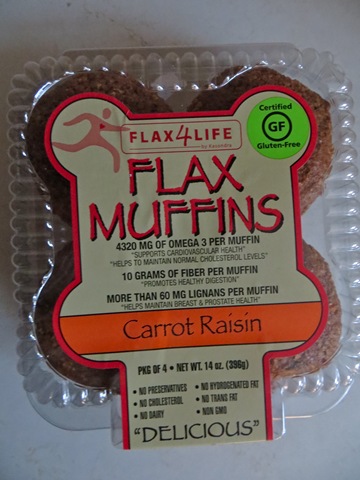 FLAX4LIFE
by Kasondra
Certified
GF
Gluten-Free
FLAX
MUFFINS
4320 MG OF OMEGA 3 PER MUFFIN
"SUPPORTS CARDIOVASCULAR HEALTH"
"HELPS TO MAINTAIN NORMAL CHOLESTEROL LEVELS"
10 GRAMS OF FIBER PER MUFFIN
"PROMOTES HEALTHY DIGESTION"
MORE THAN 60 MG LIGNANS PER MUFFIN
"HELPS MAINTAIN BREAST & PROSTATE HEALTH"
Carrot Raisin
PKG OF 4 • NET WT. 14 oz. (396g)
• NO PRESERVATIVES • NO HYDROGENATED FAT
• NO CHOLESTEROL • NO TRANS FAT
• NO DAIRY • NON GMO
"DELICIOUS"